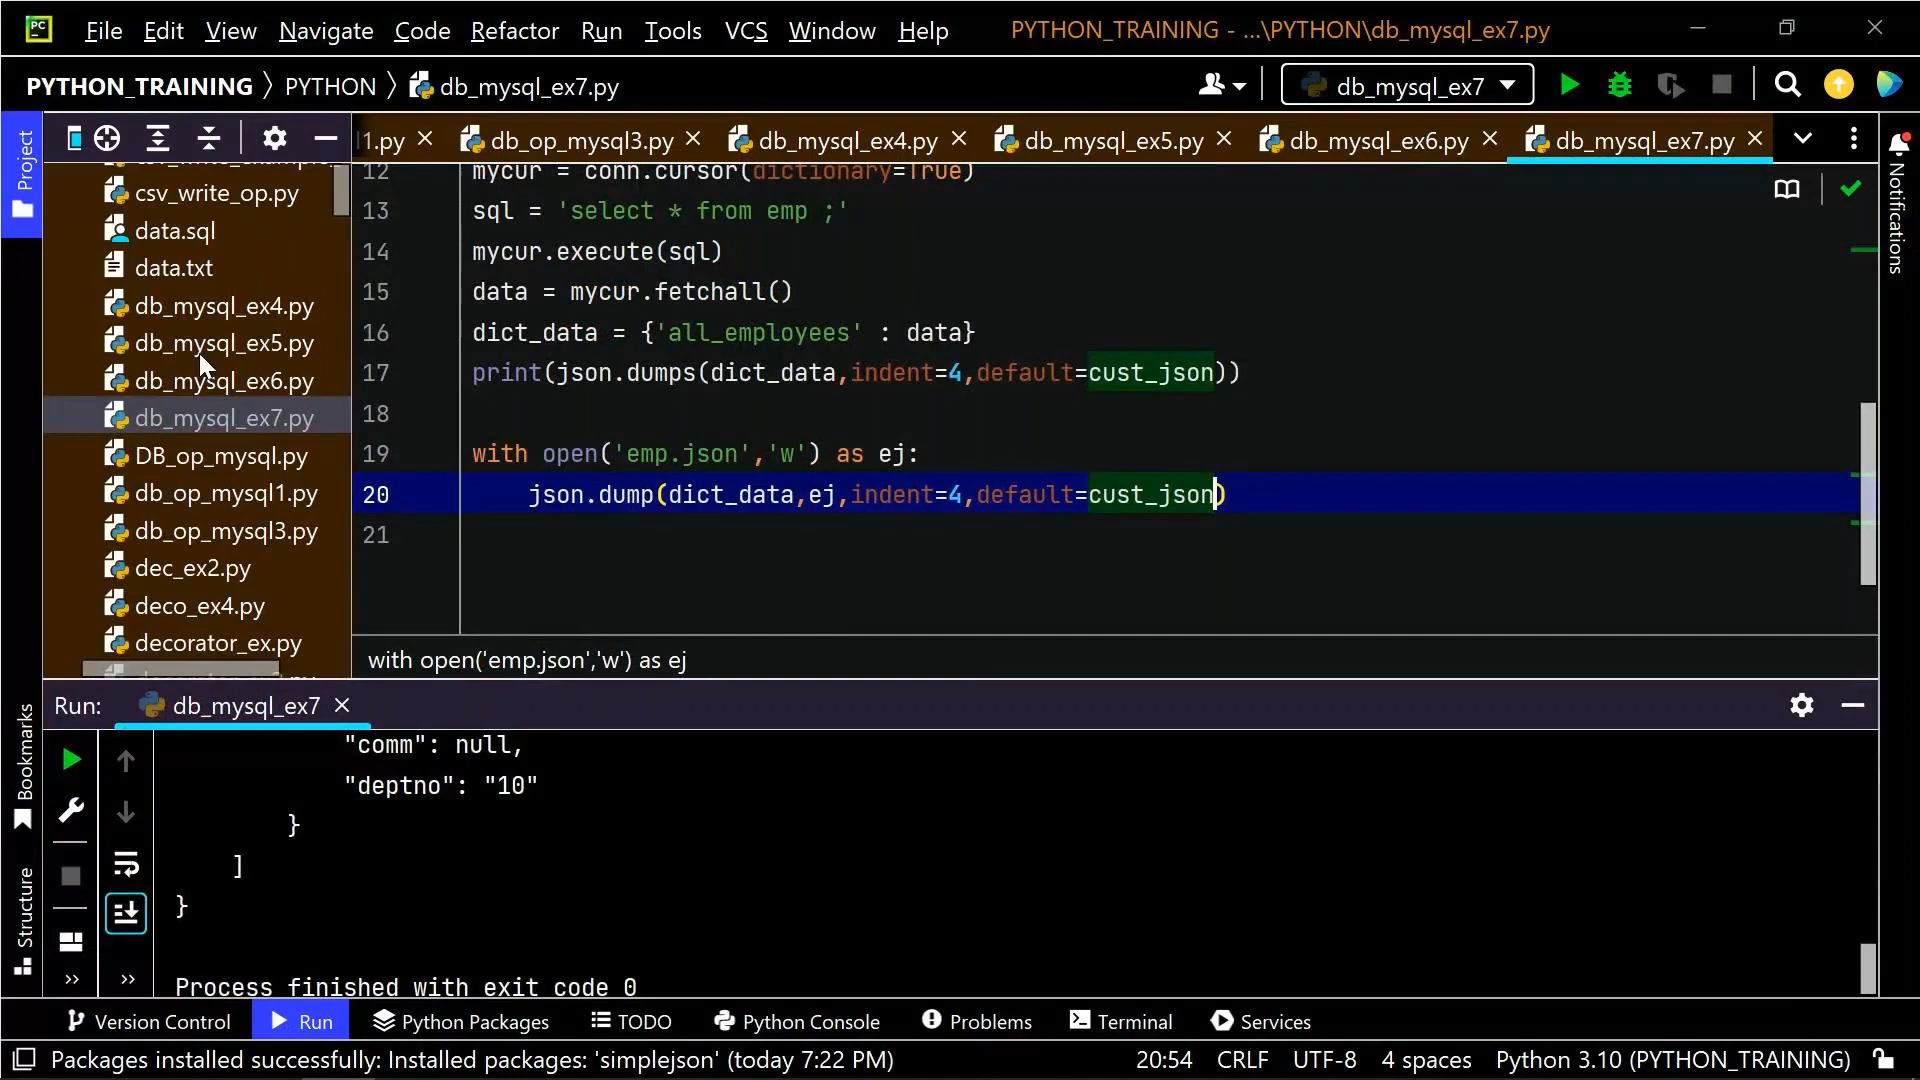 PC
File Edit View Navigate Code Refactor Run Tools VCS Window Help PYTHON_TRAINING - ...\PYTHON\db_mysql_ex7.py
PYTHON_TRAINING PYTHON db_mysql_ex7.py db_mysql_ex7
1.py db_op_mysql3.py db_mysql_ex4.py db_mysql_ex5.py db_mysql_ex6.py db_mysql_ex7.py
Project
Notifications
csv_write_op.py
data.sql
data.txt
db_mysql_ex4.py
db_mysql_ex5.py
db_mysql_ex6.py
db_mysql_ex7.py
DB_op_mysql.py
db_op_mysql1.py
db_op_mysql3.py
dec_ex2.py
deco_ex4.py
decorator_ex.py
12 mycur = conn.cursor(dictionary=True)
13 sql = 'select * from emp ;'
14 mycur.execute(sql)
15 data = mycur.fetchall()
16 dict_data = {'all_employees' : data}
17 print(json.dumps(dict_data,indent=4,default=cust_json))
18
19 with open('emp.json','w') as ej:
20 json.dump(dict_data,ej,indent=4,default=cust_json)
21
with open('emp.json','w') as ej
Run: db_mysql_ex7
Bookmarks
Structure
"comm": null,
"deptno": "10"
}
]
}
Process finished with exit code 0
Version Control Run Python Packages TODO Python Console Problems Terminal Services
Packages installed successfully: Installed packages: 'simplejson' (today 7:22 PM) 20:54 CRLF UTF-8 4 spaces Python 3.10 (PYTHON_TRAINING)